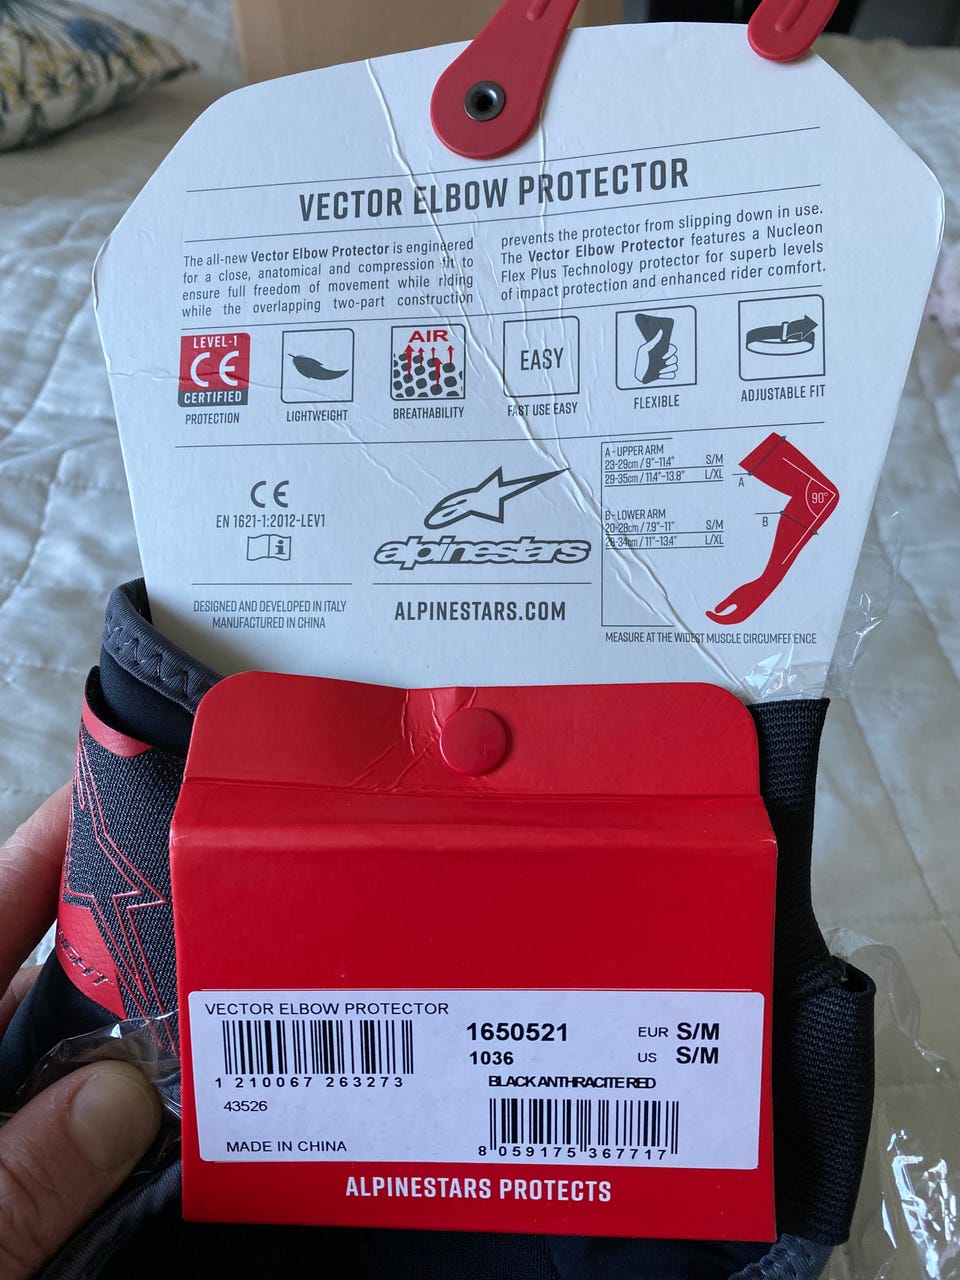 VECTOR ELBOW PROTECTOR
The all-new Vector Elbow Protector is engineered
for a close, anatomical and compression fit to
ensure full freedom of movement while riding
while the overlapping two-part construction
prevents the protector from slipping down in use.
The Vector Elbow Protector features a Nucleon
Flex Plus Technology protector for superb levels
of impact protection and enhanced rider comfort.
LEVEL-1
CE
CERTIFIED
PROTECTION
LIGHTWEIGHT
AIR
BREATHABILITY
EASY
FAST USE EASY
FLEXIBLE
ADJUSTABLE FIT
CE
EN 1621-1:2012-LEV1
i
DESIGNED AND DEVELOPED IN ITALY
MANUFACTURED IN CHINA
alpinestars
ALPINESTARS.COM
A - UPPER ARM
23-29cm / 9"-11.4" S/M
29-35cm / 11.4"-13.8" L/XL
B - LOWER ARM
20-28cm / 7.9"-11" S/M
28-34cm / 11"-13.4" L/XL
A
B
90°
MEASURE AT THE WIDEST MUSCLE CIRCUMFERENCE
VECTOR ELBOW PROTECTOR
1 210067 263273
43526
MADE IN CHINA
1650521
1036
EUR S/M
US S/M
BLACK ANTHRACITE RED
8 059175 367717
ALPINESTARS PROTECTS